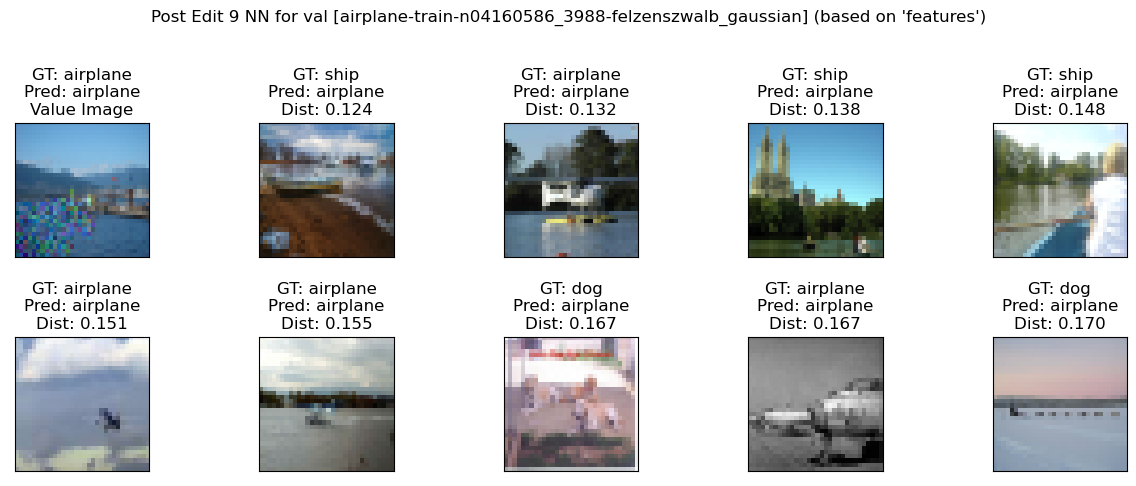 Post Edit 9 NN for val [airplane-train-n04160586_3988-felzenszwalb_gaussian] (based on 'features')
GT: airplane
Pred: airplane
Value Image
GT: ship
Pred: airplane
Dist: 0.124
GT: airplane
Pred: airplane
Dist: 0.132
GT: ship
Pred: airplane
Dist: 0.138
GT: ship
Pred: airplane
Dist: 0.148
GT: airplane
Pred: airplane
Dist: 0.151
GT: airplane
Pred: airplane
Dist: 0.155
GT: dog
Pred: airplane
Dist: 0.167
GT: airplane
Pred: airplane
Dist: 0.167
GT: dog
Pred: airplane
Dist: 0.170